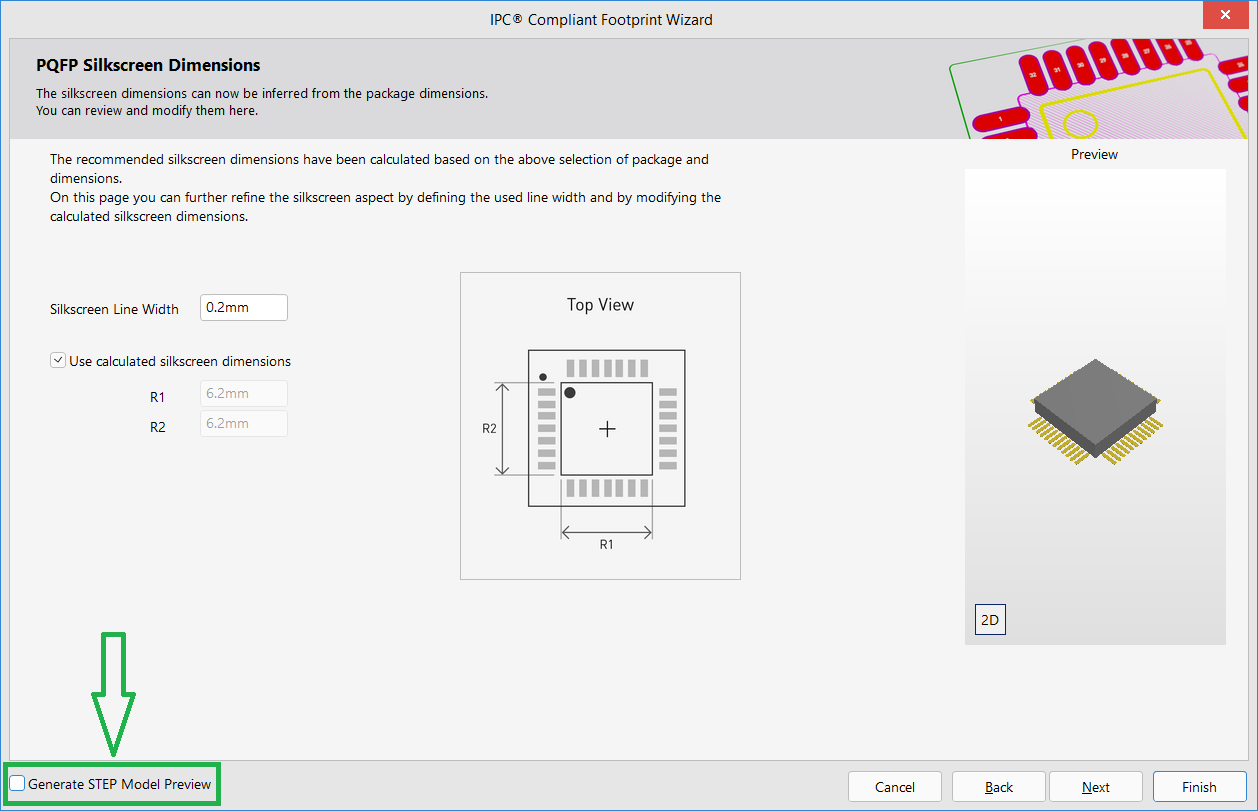 IPC® Compliant Footprint Wizard
PQFP Silkscreen Dimensions
The silkscreen dimensions can now be inferred from the package dimensions.
You can review and modify them here.
The recommended silkscreen dimensions have been calculated based on the above selection of package and
dimensions.
On this page you can further refine the silkscreen aspect by defining the used line width and by modifying the
calculated silkscreen dimensions.
Preview
Silkscreen Line Width 0.2mm
Use calculated silkscreen dimensions
R1 6.2mm
R2 6.2mm
Top View
R2
R1
2D
Generate STEP Model Preview
Cancel
Back
Next
Finish